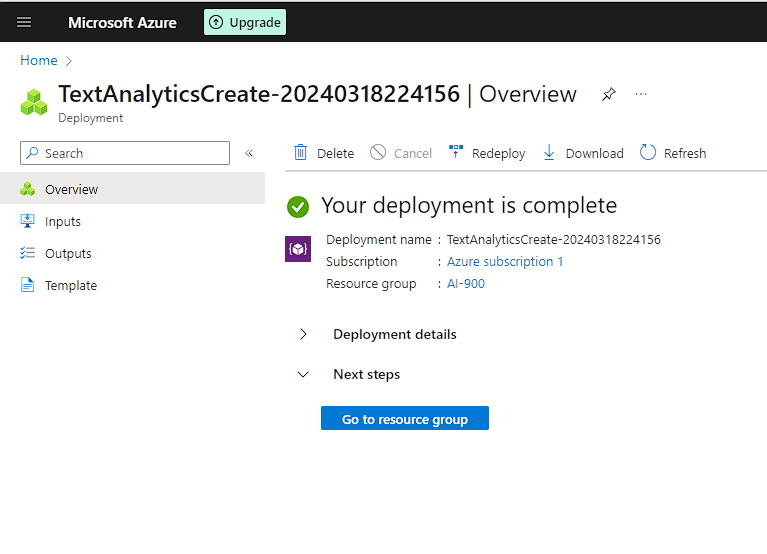 Microsoft Azure
Upgrade
Home
TextAnalyticsCreate-20240318224156 | Overview
Deployment
Search
Overview
Inputs
Outputs
Template
Delete
Cancel
Redeploy
Download
Refresh
Your deployment is complete
Deployment name : TextAnalyticsCreate-20240318224156
Subscription : Azure subscription 1
Resource group : AI-900
Deployment details
Next steps
Go to resource group